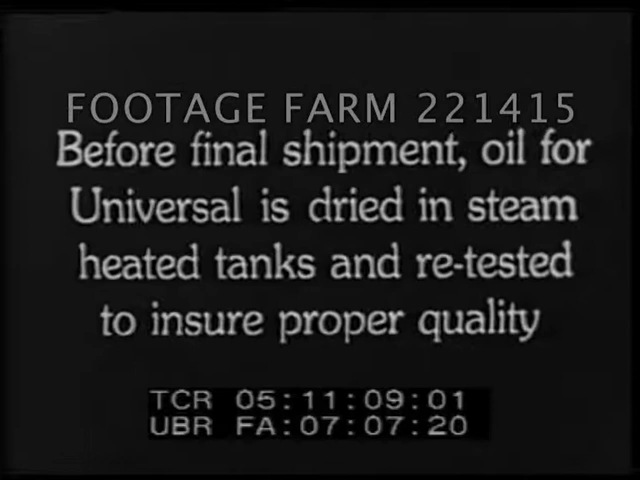 FOOTAGE FARM 221415
Before final shipment, oil for
Universal is dried in steam
heated tanks and re-tested
to insure proper quality
TCR 05:11:09:01
UBR FA:07:07:20